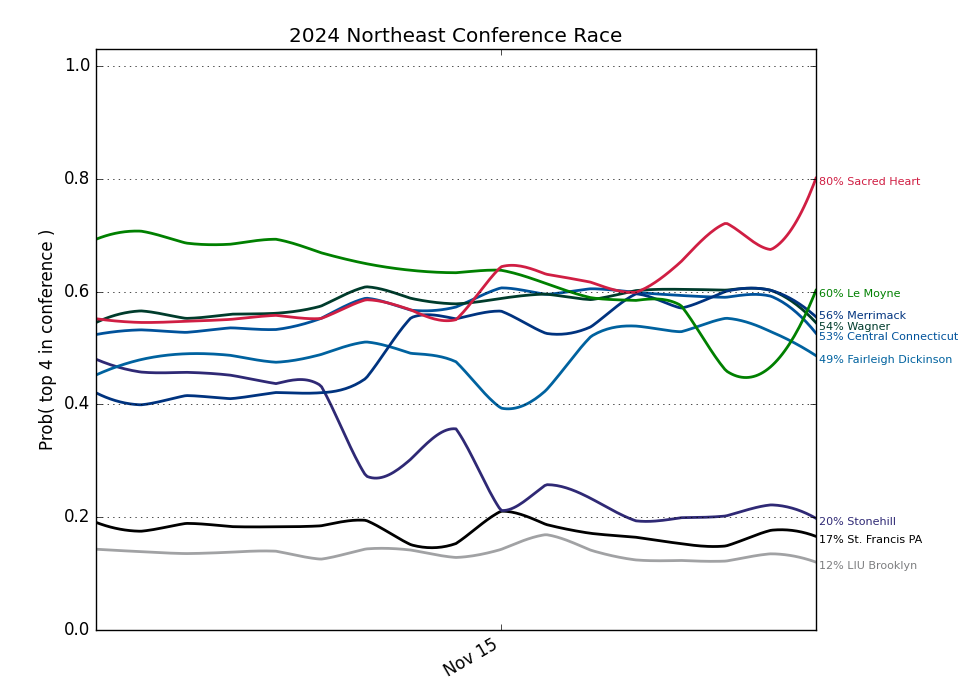 2024 Northeast Conference Race
Prob( top 4 in conference )
1.0
0.8
0.6
0.4
0.2
0.0
Nov 15
80% Sacred Heart
60% Le Moyne
56% Merrimack
54% Wagner
53% Central Connecticut
49% Fairleigh Dickinson
20% Stonehill
17% St. Francis PA
12% LIU Brooklyn